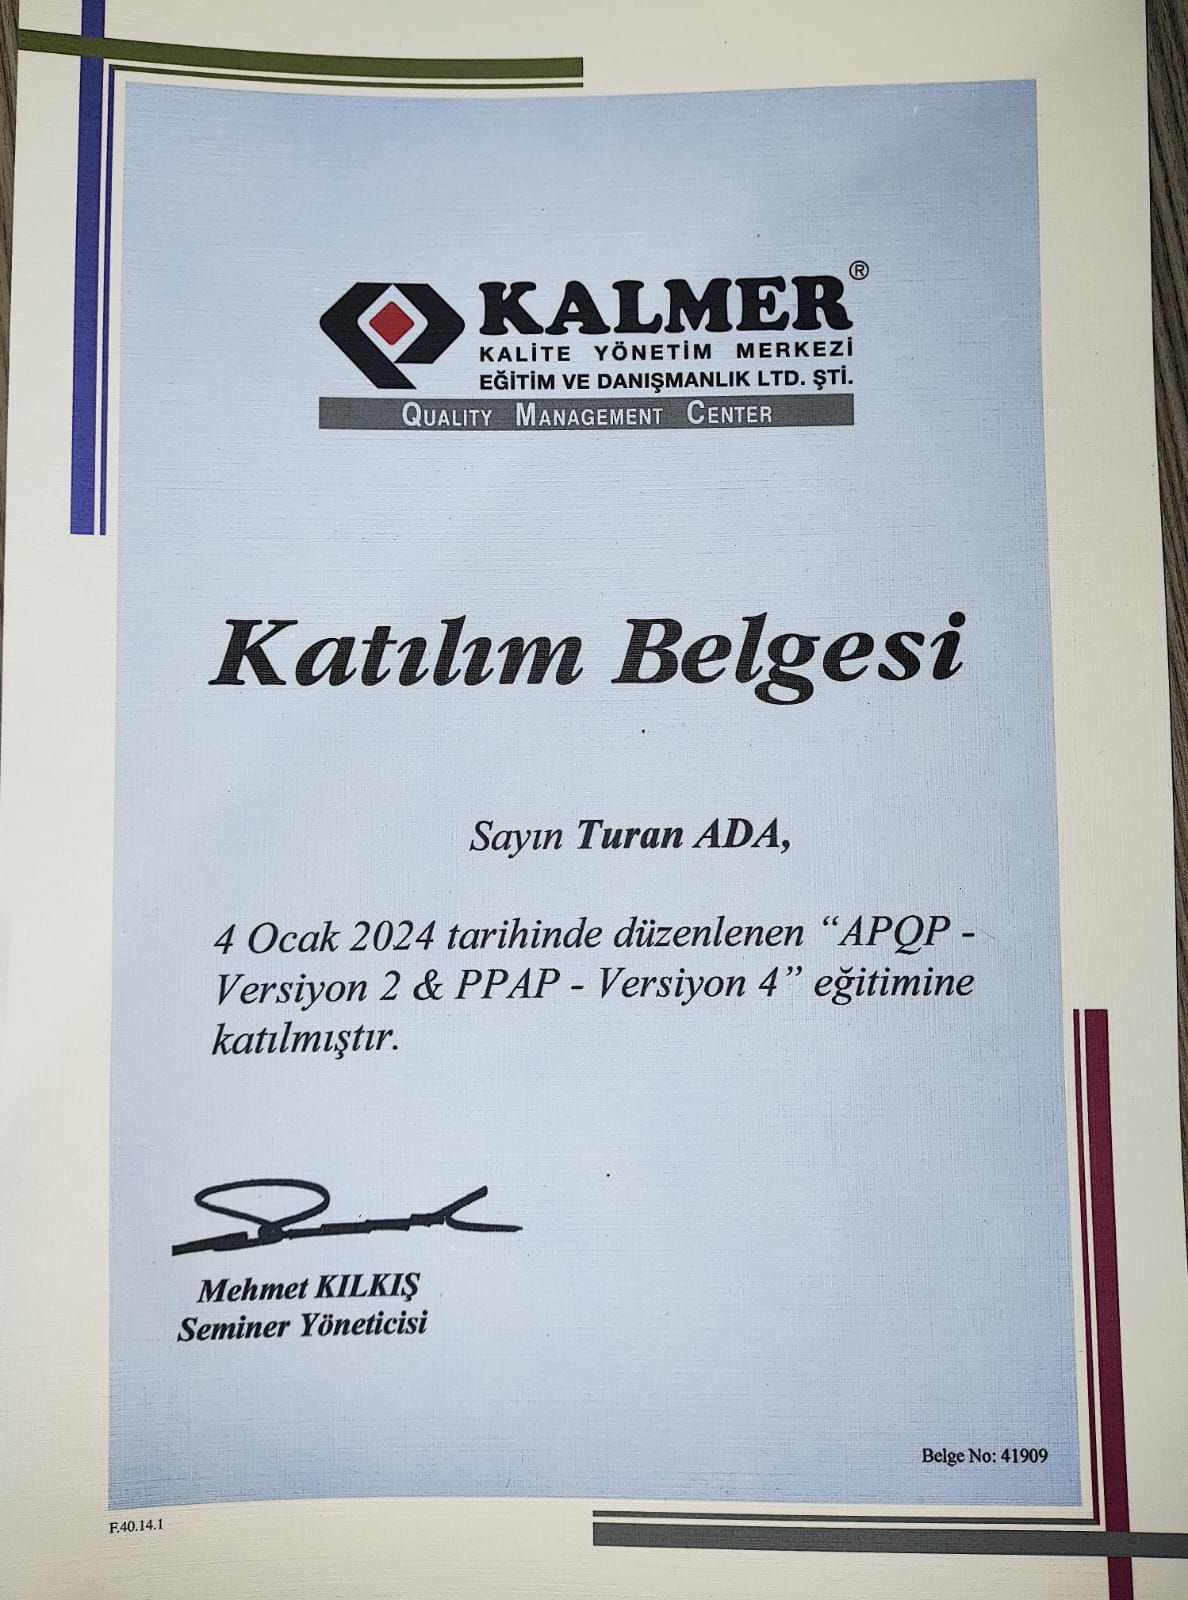 KALMER®
KALİTE YÖNETİM MERKEZİ
EĞİTİM VE DANIŞMANLIK LTD. ŞTİ.
QUALITY MANAGEMENT CENTER
Katılım Belgesi
Sayın Turan ADA,
4 Ocak 2024 tarihinde düzenlenen “APQP -
Versiyon 2 & PPAP - Versiyon 4” eğitimine
katılmıştır.
Mehmet KILKIŞ
Seminer Yöneticisi
Belge No: 41909
F.40.14.1